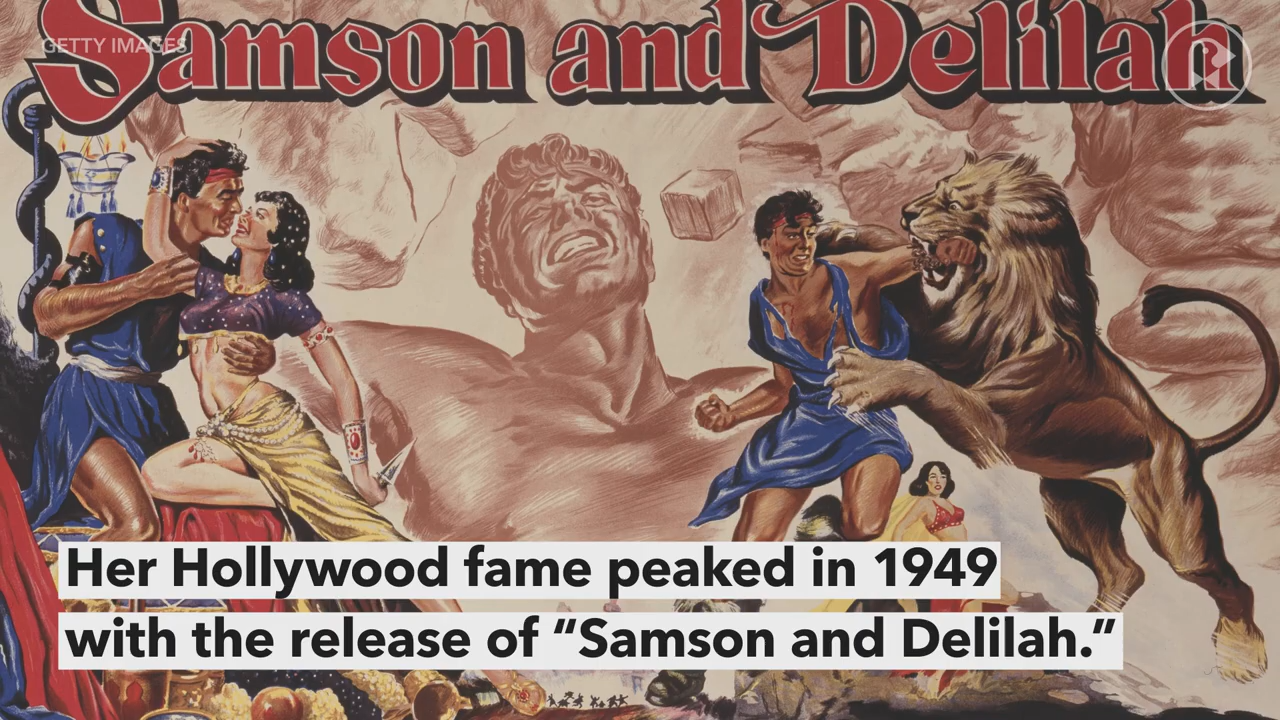 Samson and Delilah
GETTY IMAGES
R
Her Hollywood fame peaked in 1949
with the release of “Samson and Delilah.”